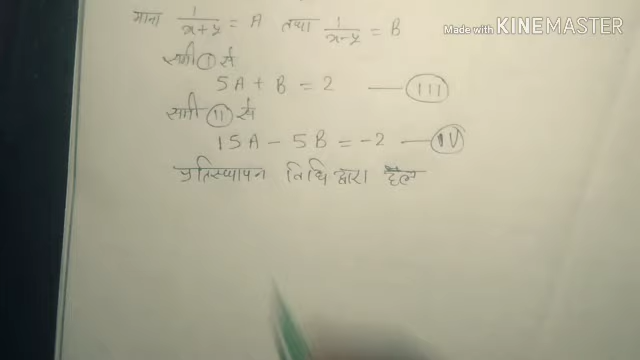 Made with KINEMASTER
माना 1/(x+y) = A तथा 1/(x-y) = B
समी I से
5A + B = 2 — III
समी II से
15A - 5B = -2 — IV
प्रतिस्थापन विधि द्वारा हल